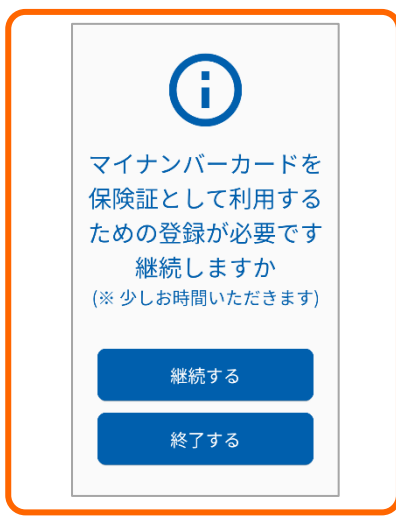 マイナンバーカードを
保険証として利用する
ための登録が必要です
継続しますか
(※ 少しお時間いただきます)
継続する
終了する